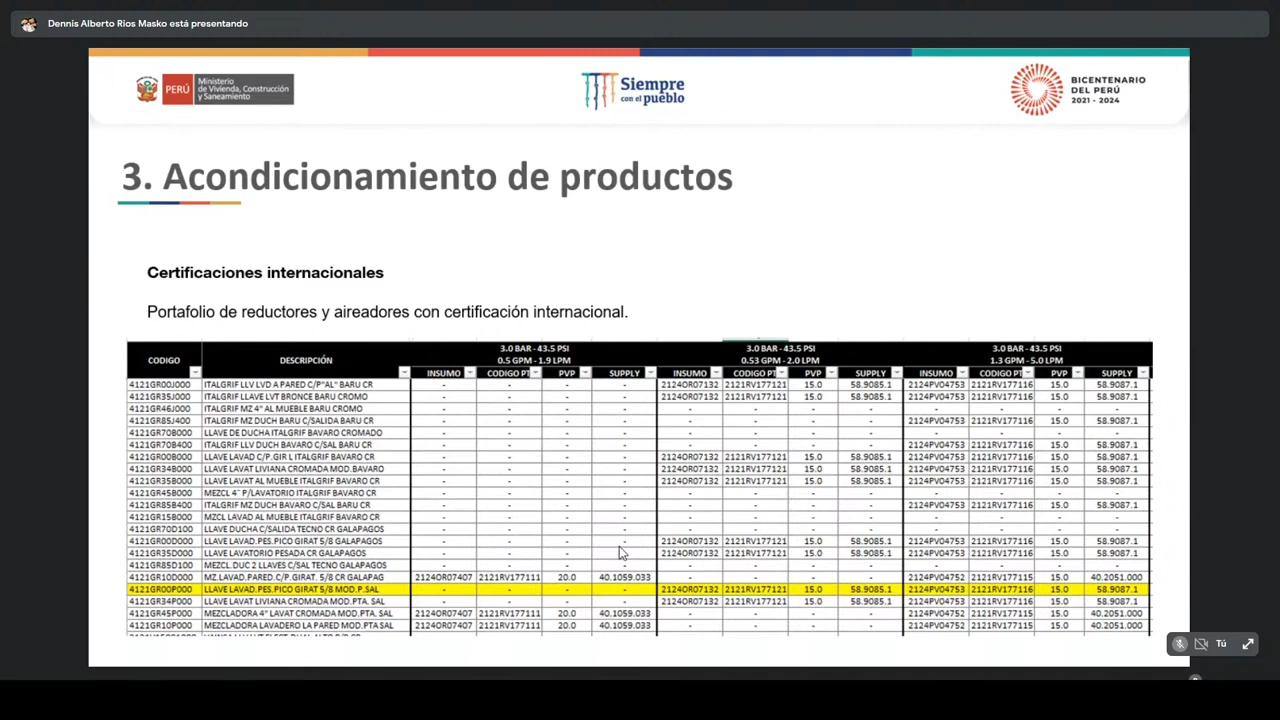 Dennis Alberto Rios Masko está presentando
PERÚ
Ministerio
de Vivienda, Construcción
y Saneamiento
Siempre
con el pueblo
BICENTENARIO
DEL PERÚ
2021 - 2024
3. Acondicionamiento de productos
Certificaciones internacionales
Portafolio de reductores y aireadores con certificación internacional.
3.0 BAR - 43.5 PSI 3.0 BAR - 43.5 PSI 3.0 BAR - 43.5 PSI
CODIGO DESCRIPCIÓN 0.5 GPM - 1.9 LPM 0.53 GPM - 2.0 LPM 1.3 GPM - 5.0 LPM
INSUMO CODIGO PT PVP SUPPLY INSUMO CODIGO PT PVP SUPPLY INSUMO CODIGO PT PVP SUPPLY
4121GR00J000 ITALGRIF LLV LVD A PARED C/P"AL" BARU CR - - - - 2124OR07132 2121RV177121 15.0 58.9085.1 2124PV04753 2121RV177116 15.0 58.9087.1
4121GR35J000 ITALGRIF LLAVE LVT BRONCE BARU CROMO - - - - 2124OR07132 2121RV177121 15.0 58.9085.1 2124PV04753 2121RV177116 15.0 58.9087.1
4121GR46J000 ITALGRIF MZ 4" AL MUEBLE BARU CROMO - - - - - - - - - - - -
4121GR85J400 ITALGRIF MZ DUCH BARU C/SALIDA BARU CR - - - - - - - - 2124PV04753 2121RV177116 15.0 58.9087.1
4121GR70B000 LLAVE DE DUCHA ITALGRIF BAVARO CROMADO - - - - - - - - - - - -
4121GR70B400 ITALGRIF LLV DUCH BAVARO C/SAL BARU CR - - - - - - - - 2124PV04753 2121RV177116 15.0 58.9087.1
4121GR00B000 LLAVE LAVAD C/P.GIR L ITALGRIF BAVARO CR - - - - 2124OR07132 2121RV177121 15.0 58.9085.1 2124PV04753 2121RV177116 15.0 58.9087.1
4121GR34B000 LLAVE LAVAT LIVIANA CROMADA MOD.BAVARO - - - - 2124OR07132 2121RV177121 15.0 58.9085.1 2124PV04753 2121RV177116 15.0 58.9087.1
4121GR35B000 LLAVE LAVAT AL MUEBLE ITALGRIF BAVARO CR - - - - 2124OR07132 2121RV177121 15.0 58.9085.1 2124PV04753 2121RV177116 15.0 58.9087.1
4121GR45B000 MEZCL 4¨ P/LAVATORIO ITALGRIF BAVARO CR - - - - - - - - - - - -
4121GR85B400 ITALGRIF MZ DUCH BAVARO C/SAL BARU CR - - - - - - - - 2124PV04753 2121RV177116 15.0 58.9087.1
4121GR15B000 MZCL LAVAD AL MUEBLE ITALGRIF BAVARO CR - - - - - - - - - - - -
4121GR70D100 LLAVE DUCHA C/SALIDA TECNO CR GALAPAGOS - - - - - - - - - - - -
4121GR00D000 LLAVE LAVAD.PES.PICO GIRAT 5/8 GALAPAGOS - - - - 2124OR07132 2121RV177121 15.0 58.9085.1 2124PV04753 2121RV177116 15.0 58.9087.1
4121GR35D000 LLAVE LAVATORIO PESADA CR GALAPAGOS - - - - 2124OR07132 2121RV177121 15.0 58.9085.1 2124PV04753 2121RV177116 15.0 58.9087.1
4121GR85D100 MEZCL.DUC 2 LLAVES C/SAL TECNO GALAPAGOS - - - - - - - - - - - -
4121GR10D000 MZ.LAVAD.PARED.C/P.GIRAT. 5/8 CR GALAPAG 2124OR07407 2121RV177111 20.0 40.1059.033 - - - - 2124PV04752 2121RV177115 15.0 40.2051.000
4121GR00P000 LLAVE LAVAD.PES.PICO GIRAT 5/8 MOD.P.SAL - - - - 2124OR07132 2121RV177121 15.0 58.9085.1 2124PV04753 2121RV177116 15.0 58.9087.1
4121GR34P000 LLAVE LAVAT LIVIANA CROMADA MOD.PTA. SAL - - - - 2124OR07132 2121RV177121 15.0 58.9085.1 2124PV04753 2121RV177116 15.0 58.9087.1
4121GR45P000 MEZCLADORA 4" LAVAT CROMADA MOD.PTA. SAL 2124OR07407 2121RV177111 20.0 40.1059.033 - - - - 2124PV04752 2121RV177115 15.0 40.2051.000
4121GR10P000 MEZCLADORA LAVADERO LA PARED MOD.PTA SAL 2124OR07407 2121RV177111 20.0 40.1059.033 - - - - 2124PV04752 2121RV177115 15.0 40.2051.000
Tú